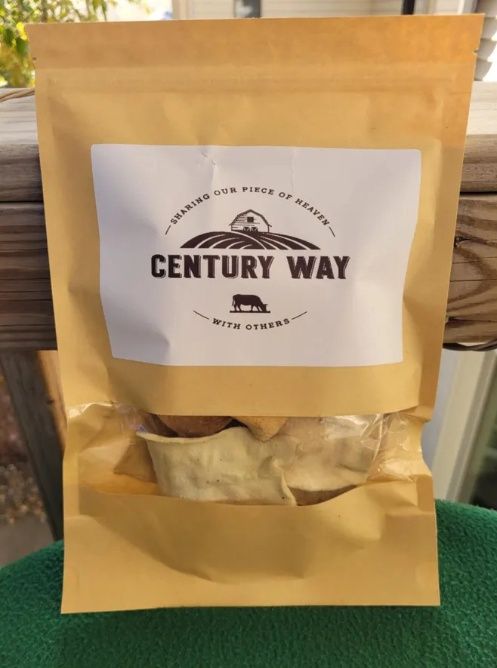 SHARING OUR PIECE OF HEAVEN
CENTURY WAY
WITH OTHERS